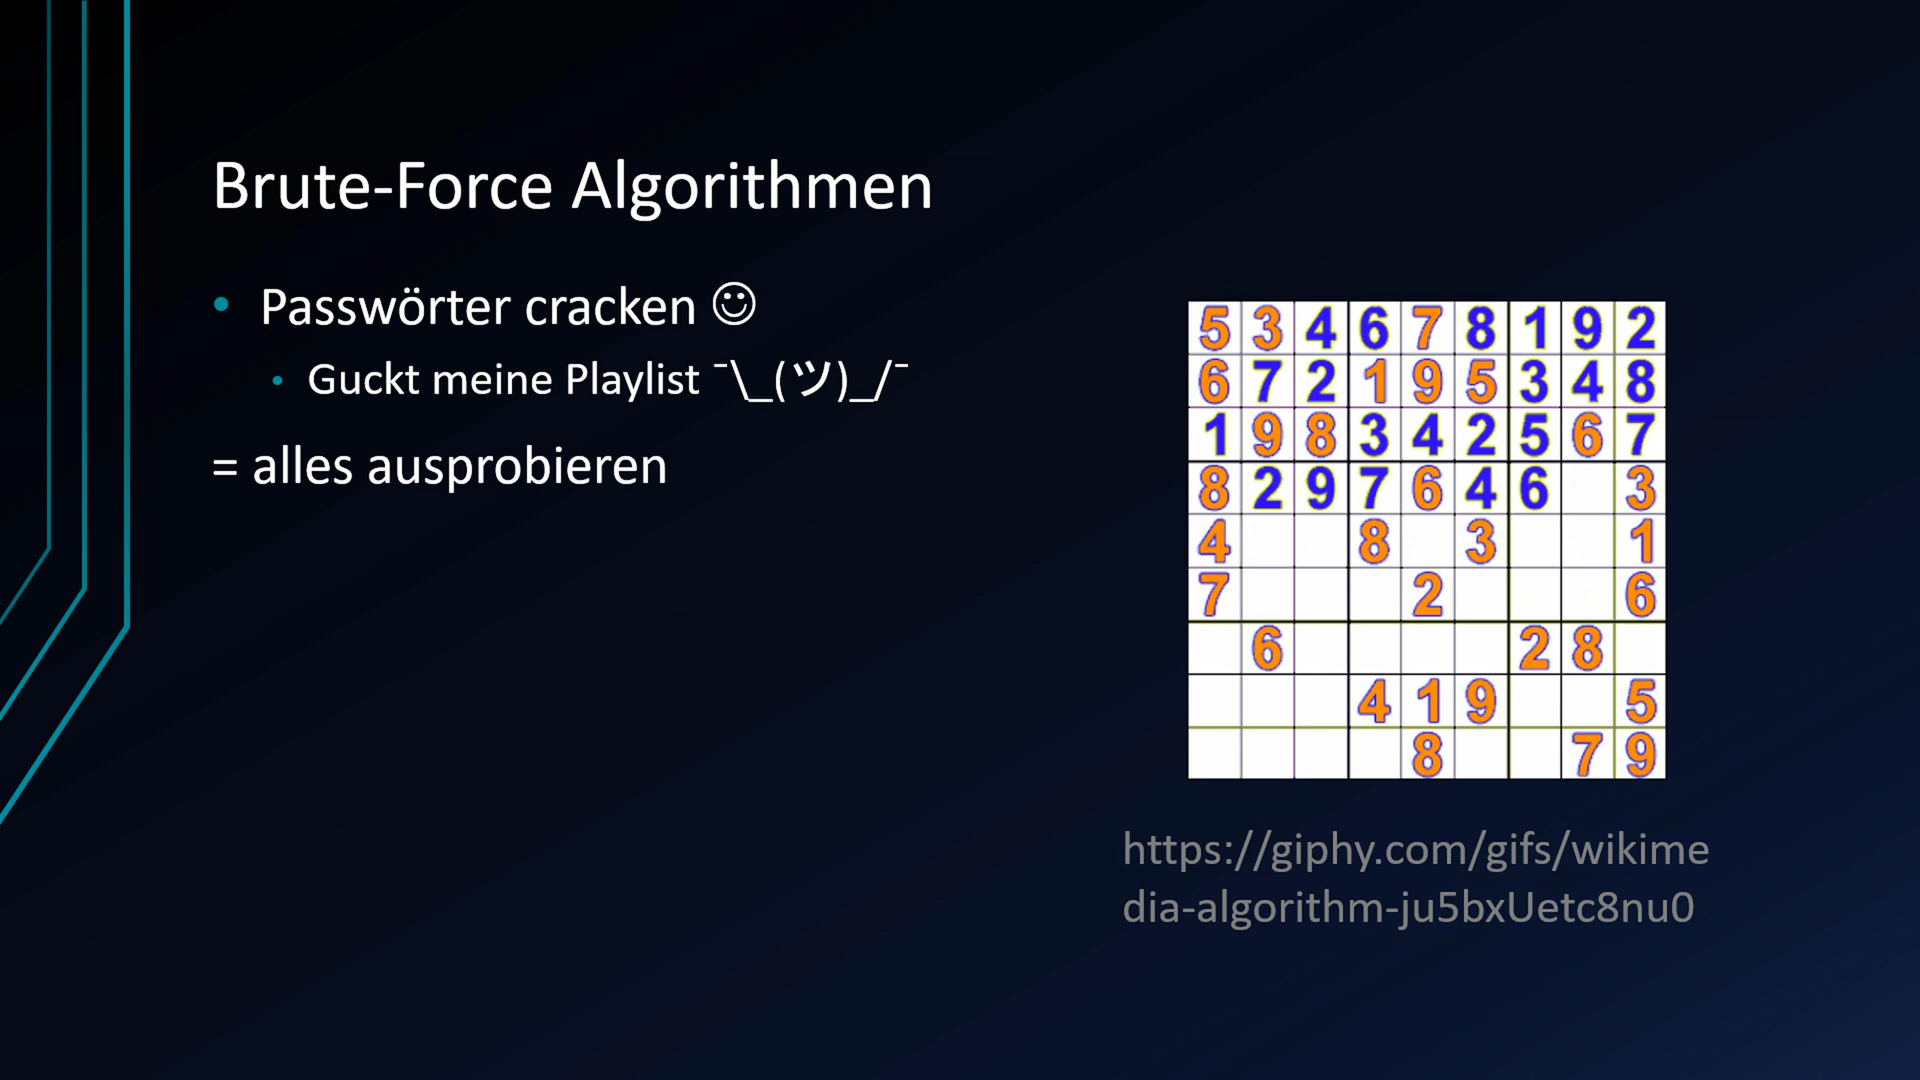 Brute-Force Algorithmen
• Passwörter cracken ☺
• Guckt meine Playlist ¯\_(ツ)_/¯
= alles ausprobieren
5 3 4 6 7 8 1 9 2
6 7 2 1 9 5 3 4 8
1 9 8 3 4 2 5 6 7
8 2 9 7 6 4 6 3
4 8 3 1
7 2 6
6 2 8
4 1 9 5
8 7 9
https://giphy.com/gifs/wikime
dia-algorithm-ju5bxUetc8nu0